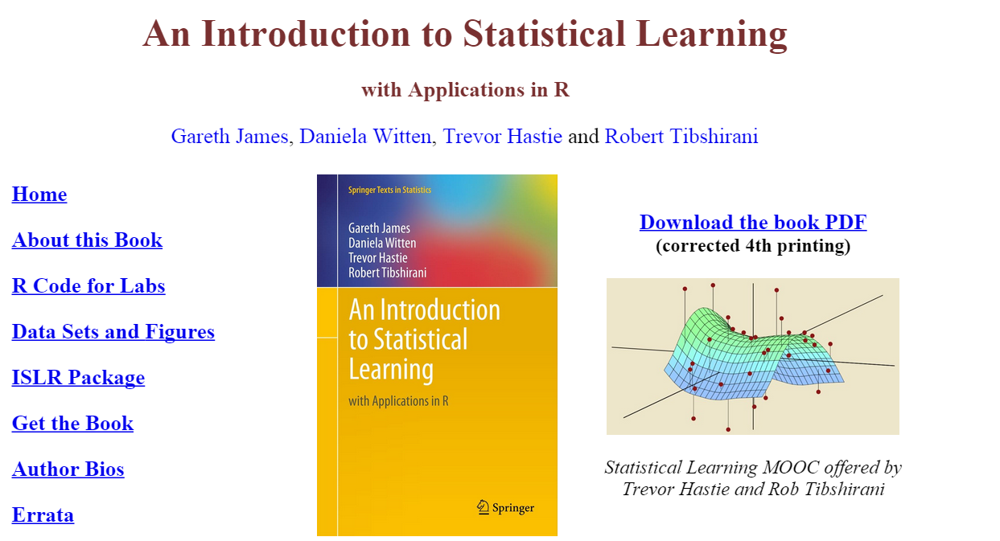 An Introduction to Statistical Learning
with Applications in R
Gareth James, Daniela Witten, Trevor Hastie and Robert Tibshirani
Home
About this Book
R Code for Labs
Data Sets and Figures
ISLR Package
Get the Book
Author Bios
Errata
Springer Texts in Statistics
Gareth James
Daniela Witten
Trevor Hastie
Robert Tibshirani
An Introduction
to Statistical
Learning
with Applications in R
Springer
Download the book PDF
(corrected 4th printing)
Statistical Learning MOOC offered by
Trevor Hastie and Rob Tibshirani